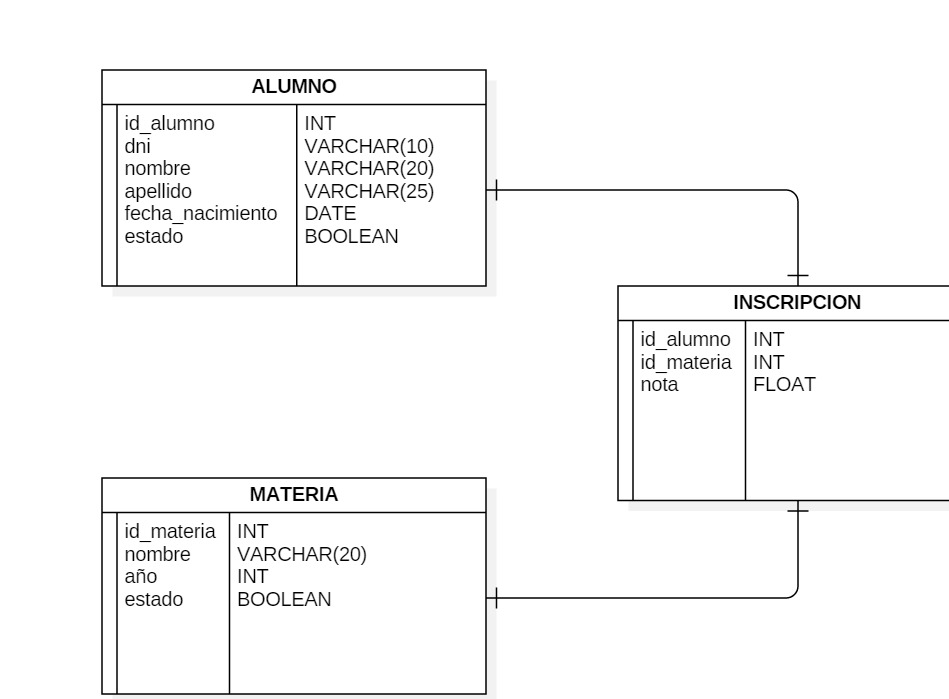 ALUMNO
id_alumno INT
dni VARCHAR(10)
nombre VARCHAR(20)
apellido VARCHAR(25)
fecha_nacimiento DATE
estado BOOLEAN
INSCRIPCION
id_alumno INT
id_materia INT
nota FLOAT
MATERIA
id_materia INT
nombre VARCHAR(20)
año INT
estado BOOLEAN